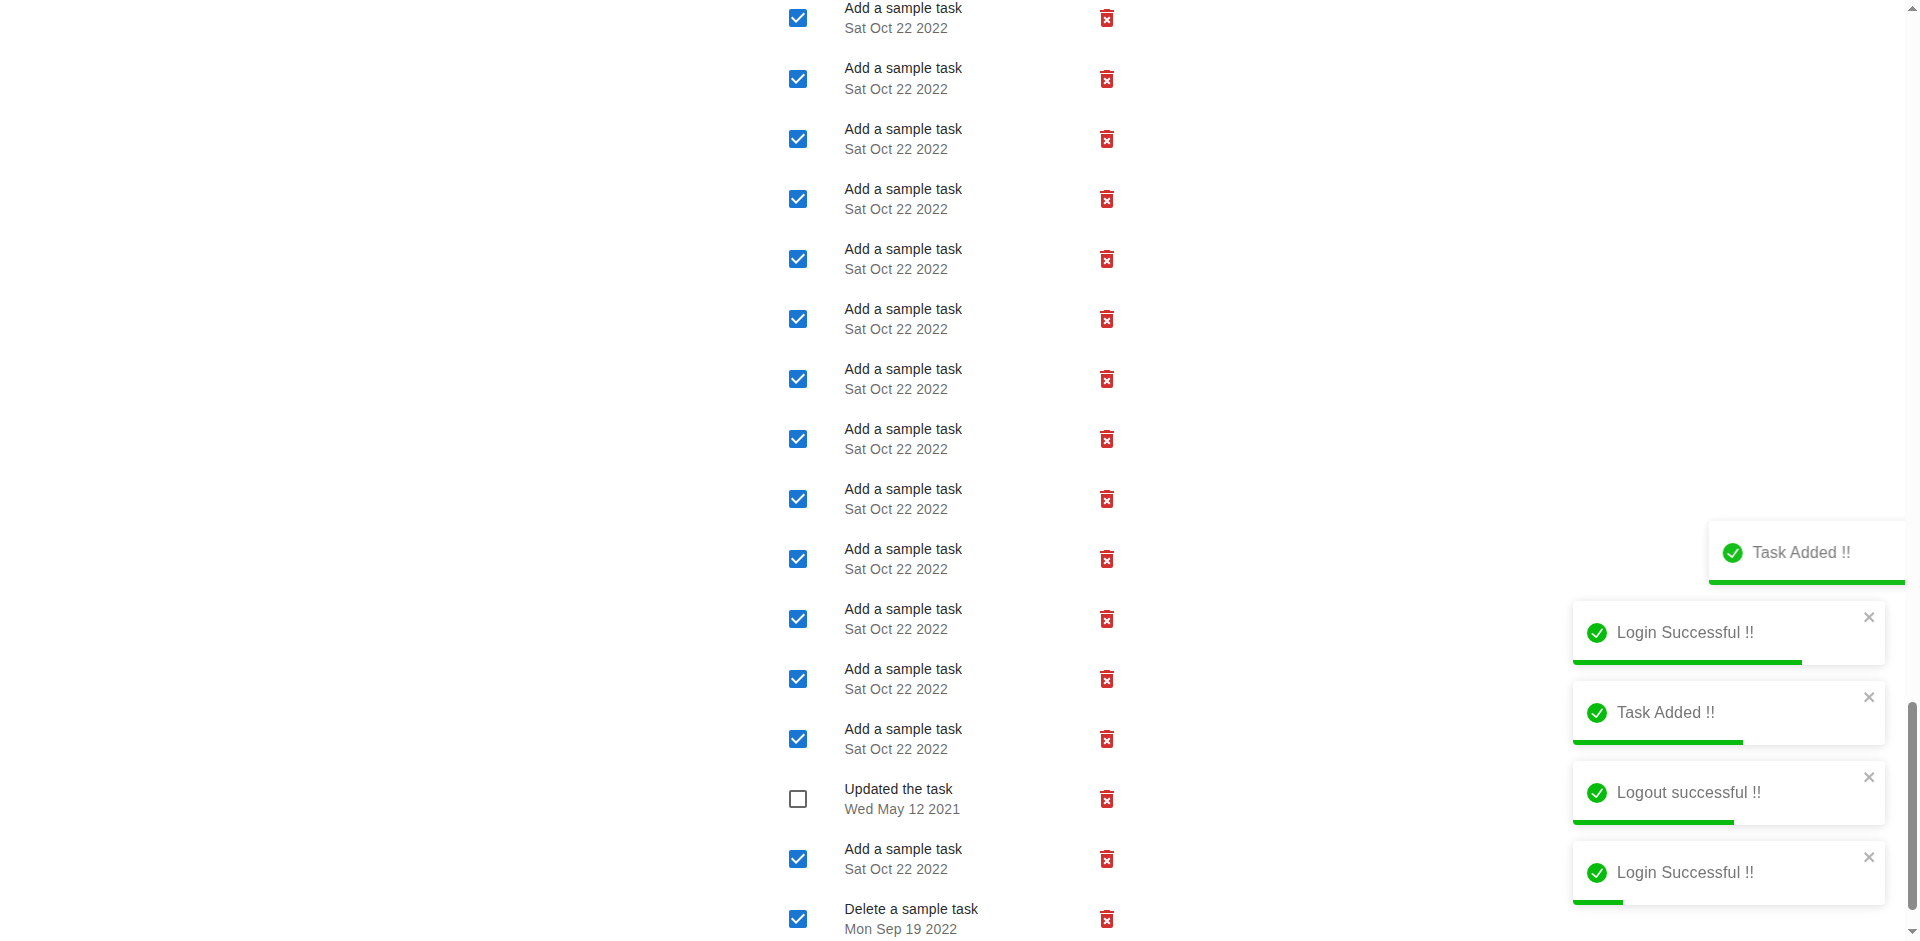 Add a sample task
Sat Oct 22 2022
Add a sample task
Sat Oct 22 2022
Add a sample task
Sat Oct 22 2022
Add a sample task
Sat Oct 22 2022
Add a sample task
Sat Oct 22 2022
Add a sample task
Sat Oct 22 2022
Add a sample task
Sat Oct 22 2022
Add a sample task
Sat Oct 22 2022
Add a sample task
Sat Oct 22 2022
Add a sample task
Sat Oct 22 2022
Add a sample task
Sat Oct 22 2022
Add a sample task
Sat Oct 22 2022
Add a sample task
Sat Oct 22 2022
Updated the task
Wed May 12 2021
Add a sample task
Sat Oct 22 2022
Delete a sample task
Mon Sep 19 2022
Task Added !!
Login Successful !!
Task Added !!
Logout successful !!
Login Successful !!